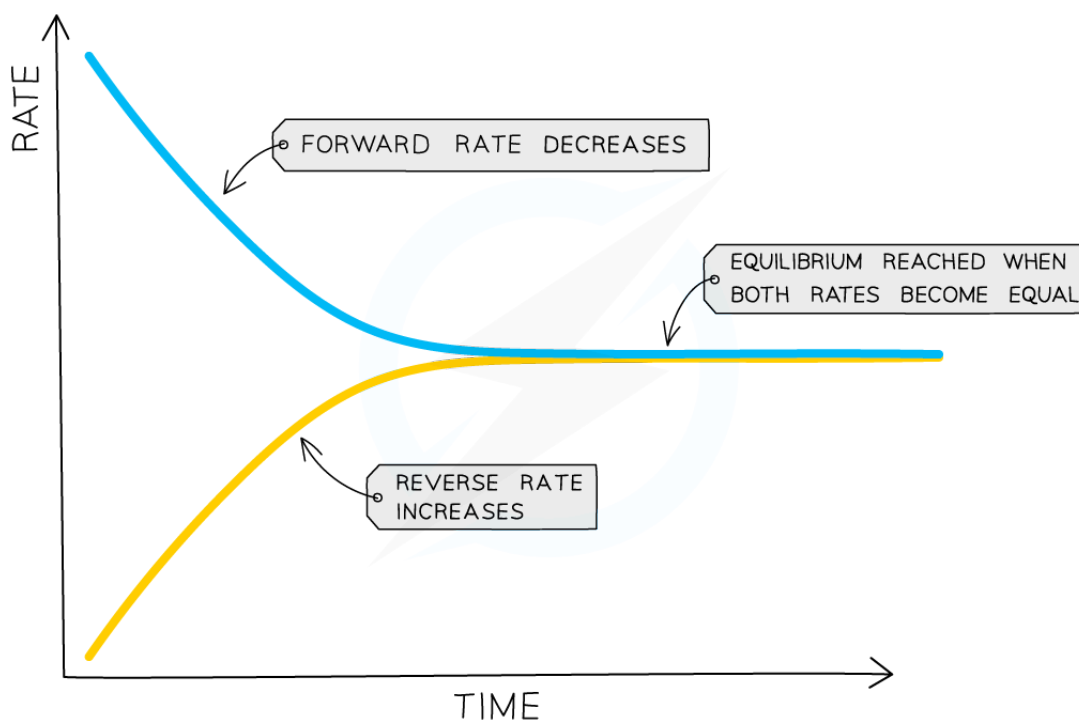 RATE
FORWARD RATE DECREASES
EQUILIBRIUM REACHED WHEN
BOTH RATES BECOME EQUAL
REVERSE RATE
INCREASES
TIME